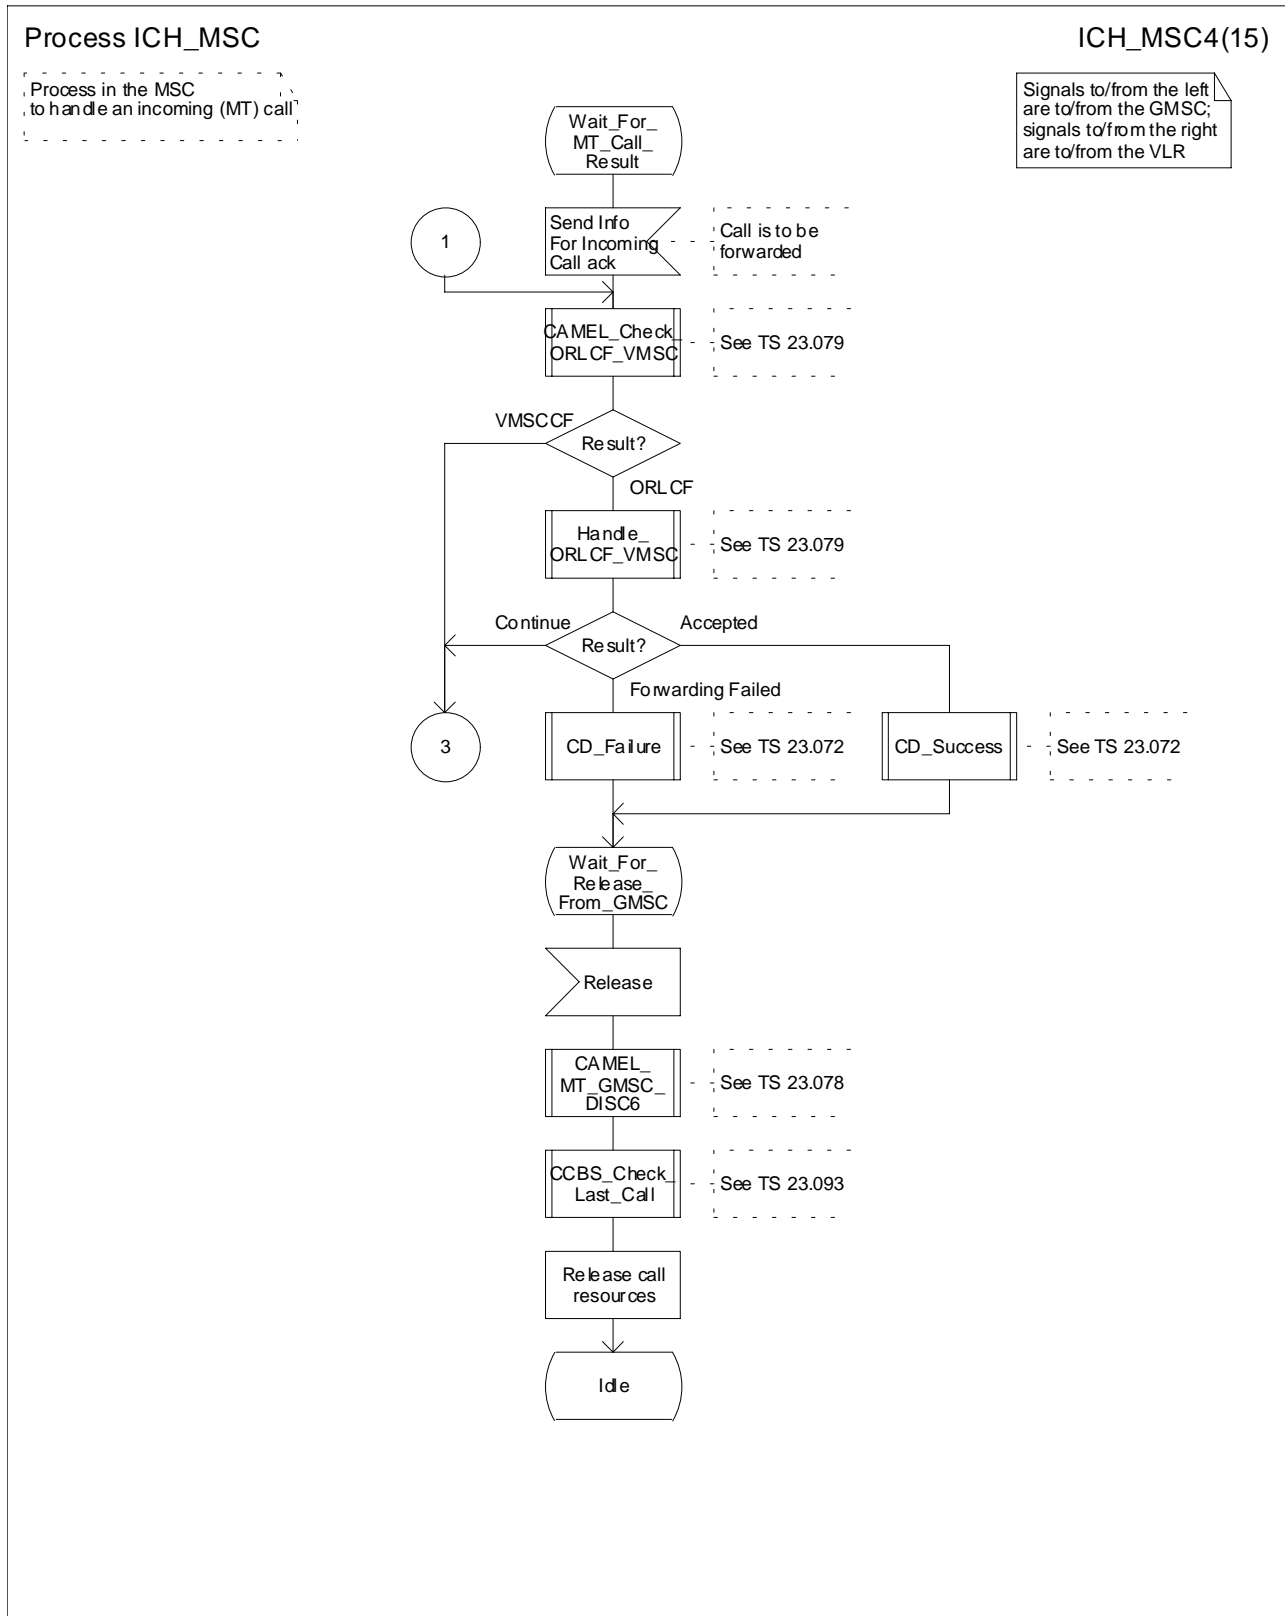 Process ICH_MSC
ICH_MSC4(15)
Process in the MSC
to handle an incoming (MT) call
Signals to/from the left
are to/from the GMSC;
signals to/from the right
are to/from the VLR
Wait_For_
MT_Call_
Result
1
Send Info
For Incoming
Call ack
Call is to be
forwarded
CAMEL_Check_
ORLCF_VMSC
See TS 23.079
VMSCCF
Result?
ORLCF
Handle_
ORLCF_VMSC
See TS 23.079
Continue
Result?
Accepted
Forwarding Failed
3
CD_Failure
See TS 23.072
CD_Success
See TS 23.072
Wait_For_
Release_
From_GMSC
Release
CAMEL_
MT_GMSC_
DISC6
See TS 23.078
CCBS_Check_
Last_Call
See TS 23.093
Release call
resources
Idle